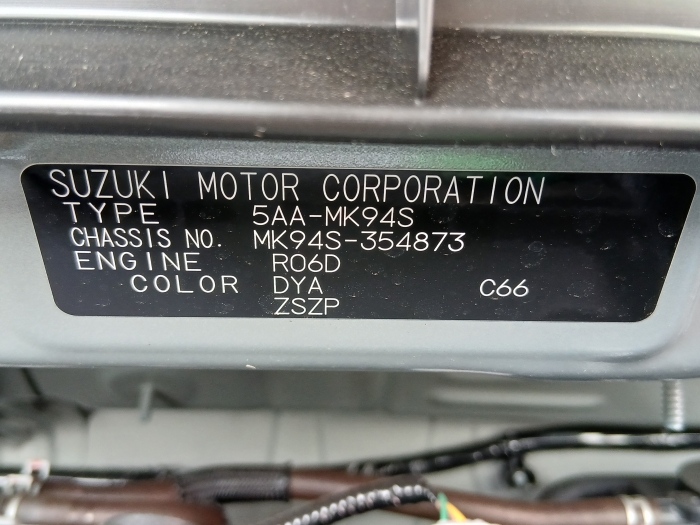 SUZUKI MOTOR CORPORATION
TYPE 5AA-MK94S
CHASSIS NO. MK94S-354873
ENGINE R06D
COLOR DYA C66
ZSZP